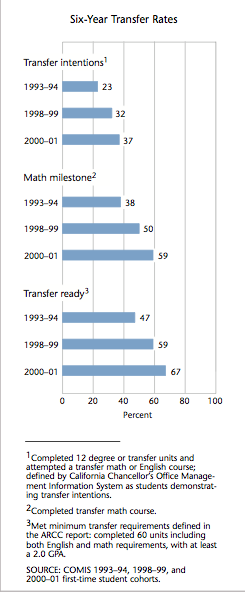 Six-Year Transfer Rates
Transfer intentions¹
1993–94 23
1998–99 32
2000–01 37
Math milestone²
1993–94 38
1998–99 50
2000–01 59
Transfer ready³
1993–94 47
1998–99 59
2000–01 67
0 20 40 60 80 100
Percent
¹Completed 12 degree or transfer units and
attempted a transfer math or English course;
defined by California Chancellor's Office Manage-
ment Information System as students demonstrat-
ing transfer intentions.
²Completed transfer math course.
³Met minimum transfer requirements defined in
the ARCC report: completed 60 units including
both English and math requirements, with at least
a 2.0 GPA.
SOURCE: COMIS 1993–94, 1998–99, and
2000–01 first-time student cohorts.